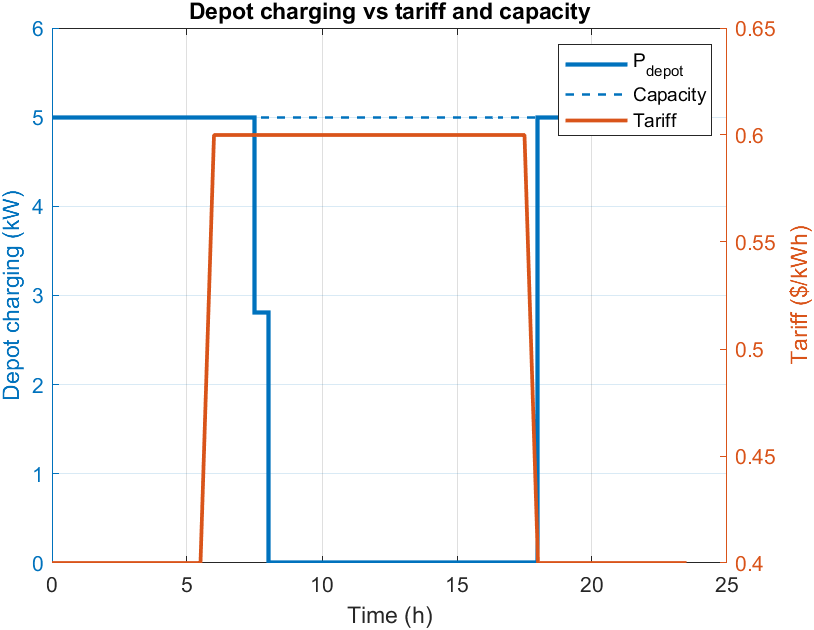 Depot charging vs tariff and capacity
P_depot
Capacity
Tariff
Depot charging (kW)
6
5
4
3
2
1
0
0.65
0.6
0.55
0.5
0.45
0.4
Tariff ($/kWh)
0 5 10 15 20 25
Time (h)